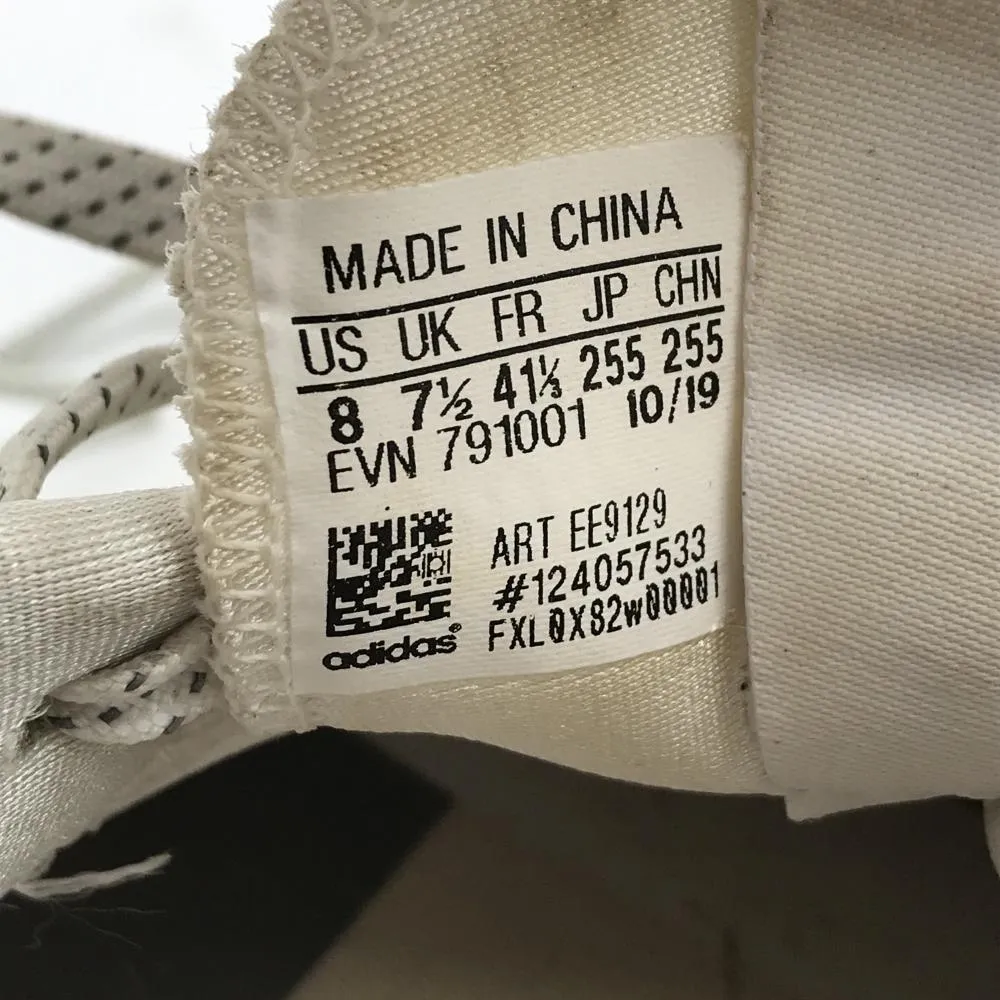 MADE IN CHINA
US UK FR JP CHN
8 7½ 41⅓ 255 255
EVN 791001 10/19
ART EE9129
#124057533
FXL0X82W00001
adidas®